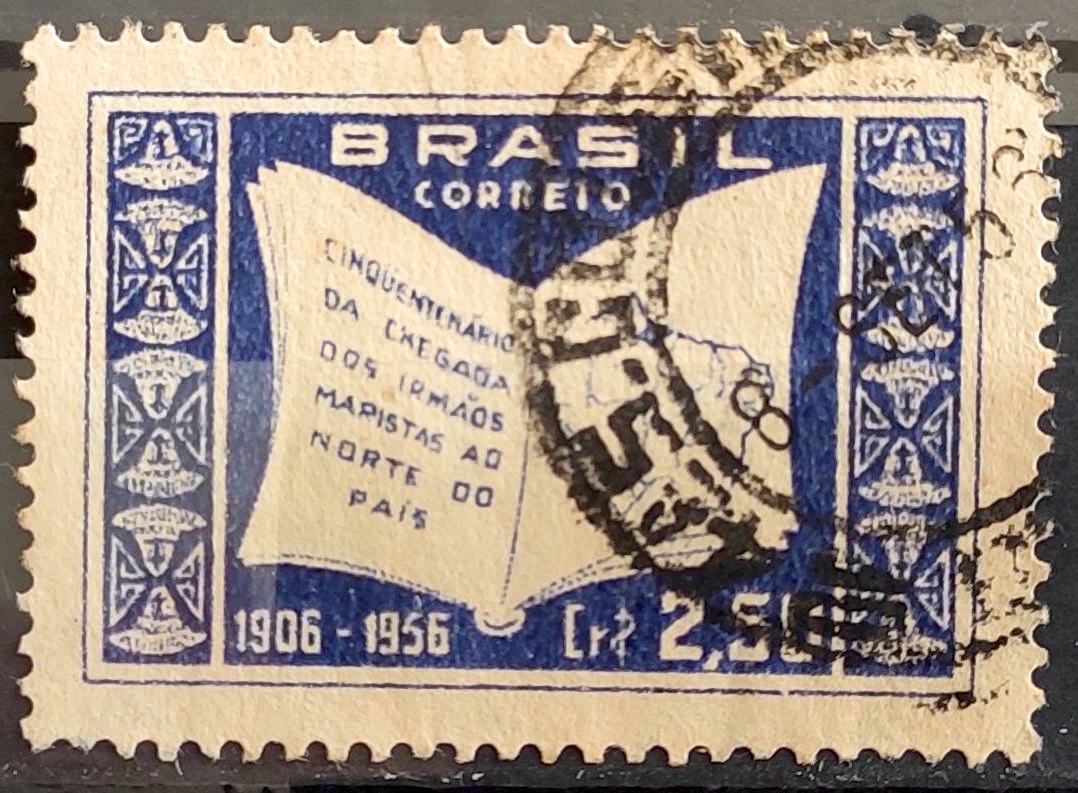 BRASIL
CORREIO
CINQUENTENÁRIO
DA CHEGADA
DOS IRMÃOS
MARISTAS AO
NORTE DO
PAÍS
1906 - 1956
Cr$ 2,50